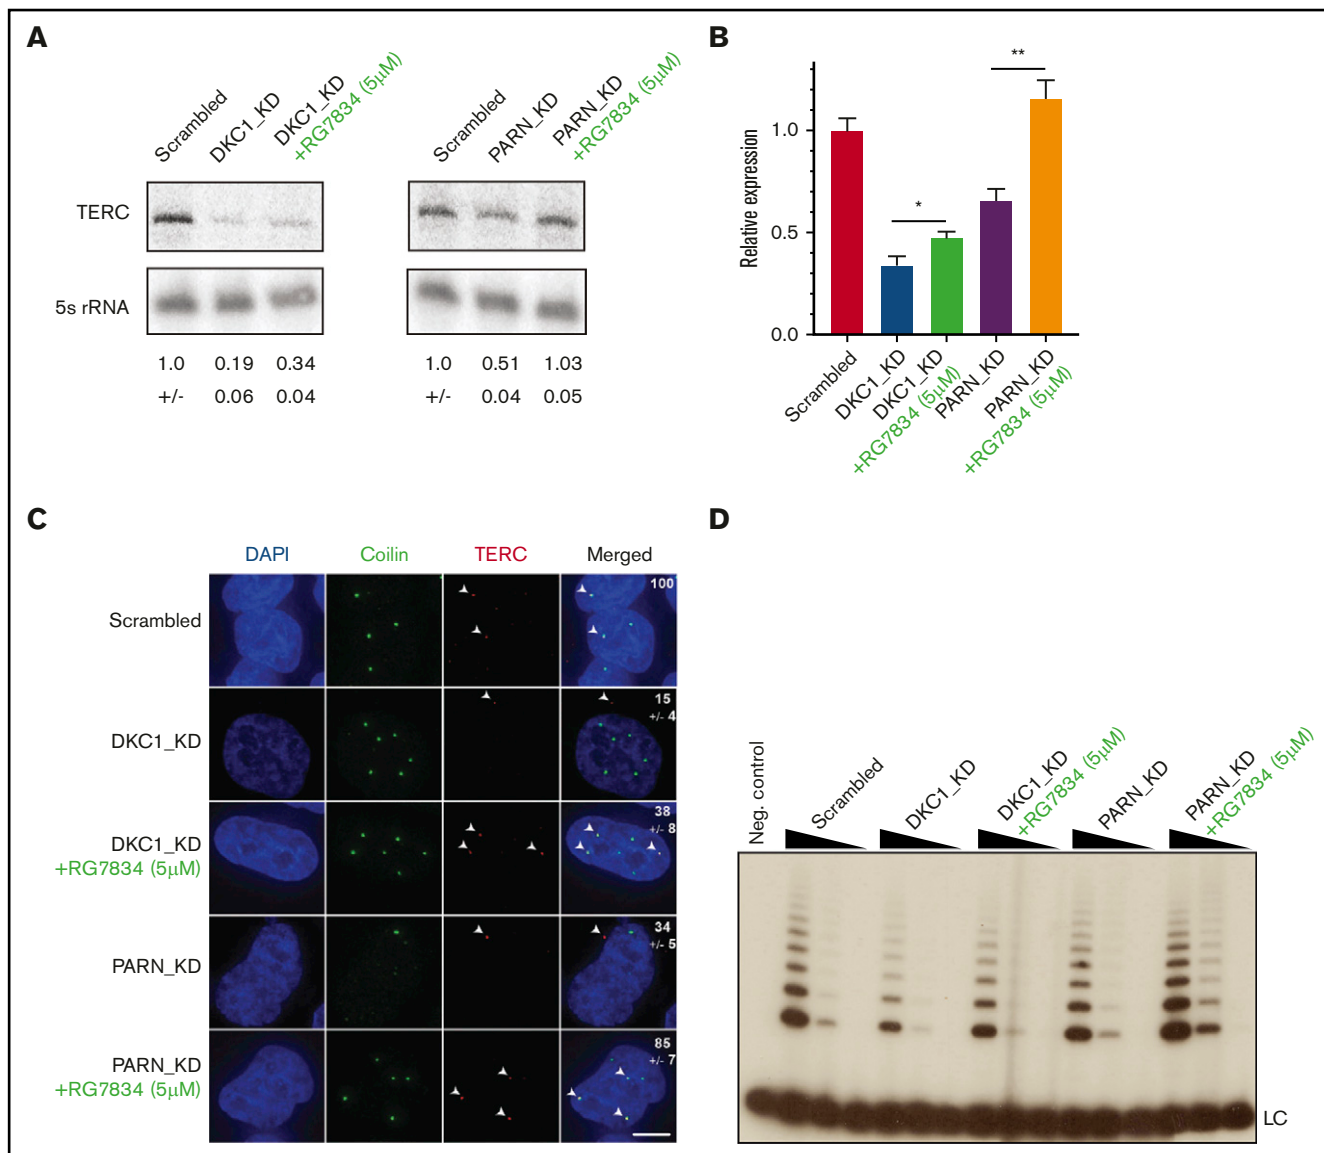 A
Scrambled
DKC1_KD
DKC1_KD
+RG7834 (5μM)
Scrambled
PARN_KD
PARN_KD
+RG7834 (5μM)
TERC
5s rRNA
1.0 0.19 0.34
+/- 0.06 0.04
1.0 0.51 1.03
+/- 0.04 0.05
B
Relative expression
1.0
0.5
0.0
*
**
Scrambled
DKC1_KD
DKC1_KD
+RG7834 (5μM)
PARN_KD
PARN_KD
+RG7834 (5μM)
C
DAPI Coilin TERC Merged
Scrambled
100
DKC1_KD
15
+/- 4
DKC1_KD
+RG7834 (5μM)
38
+/- 8
PARN_KD
34
+/- 5
PARN_KD
+RG7834 (5μM)
85
+/- 7
D
Neg. control
Scrambled
DKC1_KD
DKC1_KD
+RG7834 (5μM)
PARN_KD
PARN_KD
+RG7834 (5μM)
LC